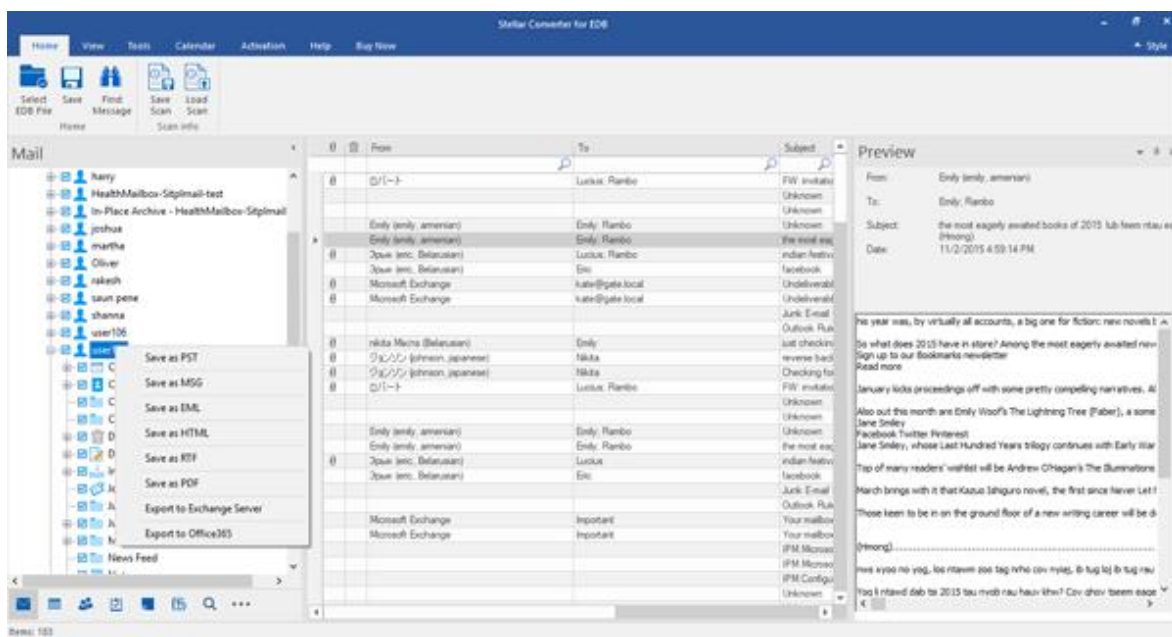 Stellar Converter for EDB
Home View Tools Calendar Activation Help Buy Now Style
Select EDB File Save Find Message Save Scan Load Scan
Home Scan info
Mail
harry
HealthMailbox-Sitplmail-test
In-Place Archive - HealthMailbox-Sitplmail
joshua
martha
Oliver
rakesh
saun pene
shanna
user106
Save as PST
Save as MSG
Save as EML
Save as HTML
Save as RTF
Save as PDF
Export to Exchange Server
Export to Office365
News Feed
Items: 183
From To Subject
ロバート Lucius; Rambo FW: invitatio
Unknown
Unknown
Emily (emily, armenian) Emily; Rambo Unknown
Emily (emily, armenian) Emily; Rambo the most eag
Эрык (eric, Belarusian) Lucius; Rambo indian festiv
Эрык (eric, Belarusian) Eric facebook
Microsoft Exchange kate@gate.local Undeliverabl
Microsoft Exchange kate@gate.local Undeliverabl
Junk E-mail
Outlook Rul
(Belarusian) Emily just checkin
ジョンソン (johnson, japanese) Nikita reverse back
ジョンソン (johnson, japanese) Nikita Checking fo
ロバート Lucius; Rambo FW: invitatio
Unknown
Unknown
Emily (emily, armenian) Emily; Rambo Unknown
Emily (emily, armenian) Emily; Rambo the most eag
Эрык (eric, Belarusian) Lucius indian festiv
Эрык (eric, Belarusian) Eric facebook
Junk E-mail
Outlook Rul
Microsoft Exchange Important Your mailbox
Microsoft Exchange Important Your mailbox
IPM.Microso
IPM.Microso
IPM.Configu
Unknown
Preview
From: Emily (emily, armenian)
To: Emily; Rambo
Subject: the most eagerly awaited books of 2015
(Hmong)
Date: 11/2/2015 4:59:14 PM
his year was, by virtually all accounts, a big one for fiction: new novels
So what does 2015 have in store? Among the most eagerly awaited
Sign up to our Bookmarks newsletter
Read more
January kicks proceedings off with some pretty compelling narratives.
Also out this month are Emily Woof's The Lightning Tree (Faber), a some
Jane Smiley
Facebook Twitter Pinterest
Jane Smiley, whose Last Hundred Years trilogy continues with Early War
Top of many readers' wishlist will be Andrew O'Hagan's The Illuminations
March brings with it that Kazuo Ishiguro novel, the first since Never Let
Those keen to be in on the ground floor of a new writing career will be
(Hmong)